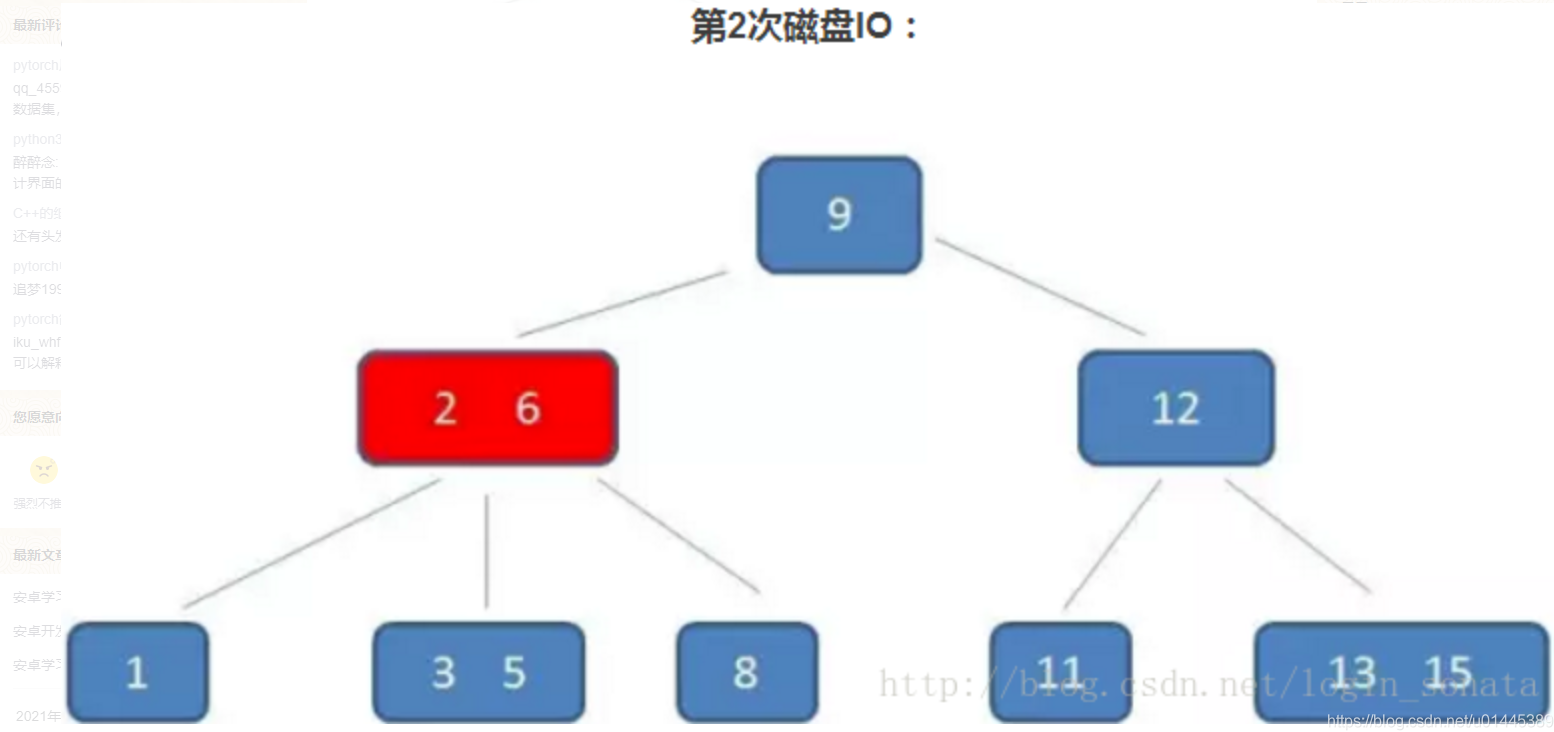 第2次磁盘IO：
最新评
pytorch
qq_455
数据集，
python3
醉醉念:
计界面的
C++的
还有头
pytorch
追梦199
pytorch
iku_whf
可以解
您愿意
强烈不推
最新文
安卓学
安卓开
安卓学
2021年
9
2 6
12
1
3 5
8
11
13 15
http://blog.csdn.net/login_sonata
https://blog.csdn.net/u01445389